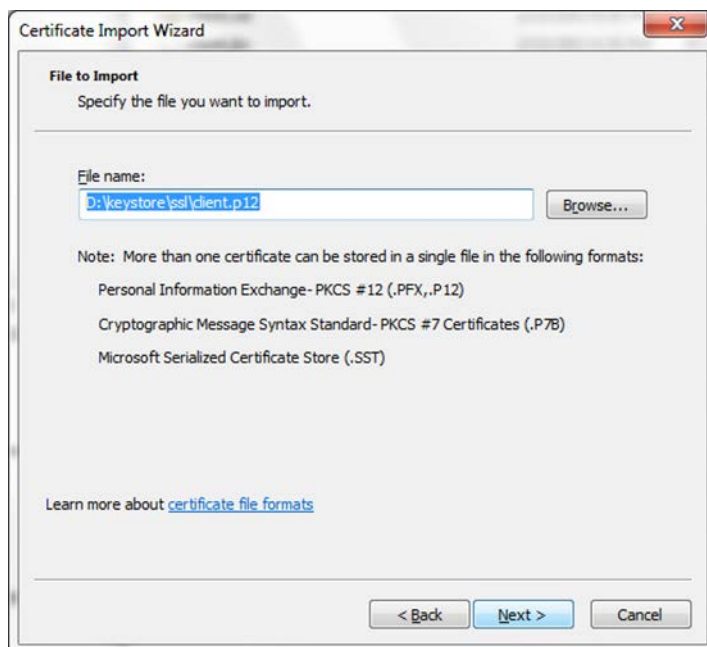 Certificate Import Wizard
File to Import
Specify the file you want to import.
File name:
D:\keystore\ssl\client.p12
Browse...
Note: More than one certificate can be stored in a single file in the following formats:
Personal Information Exchange- PKCS #12 (.PFX,.P12)
Cryptographic Message Syntax Standard- PKCS #7 Certificates (.P7B)
Microsoft Serialized Certificate Store (.SST)
Learn more about certificate file formats
< Back
Next >
Cancel